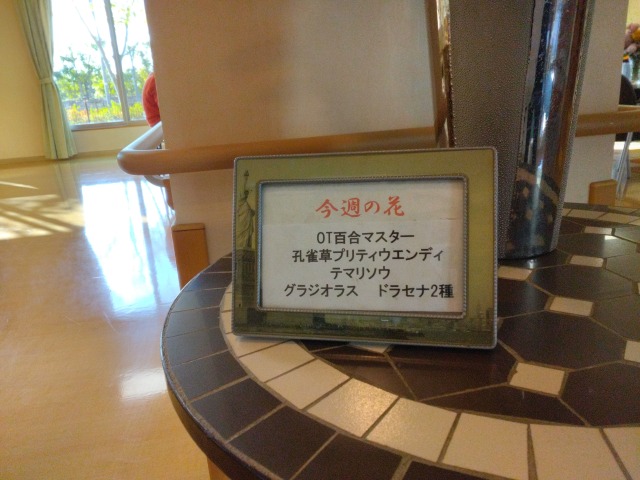 今週の花
OT百合マスター
孔雀草プリティウエンディ
テマリソウ
グラジオラス　ドラセナ2種